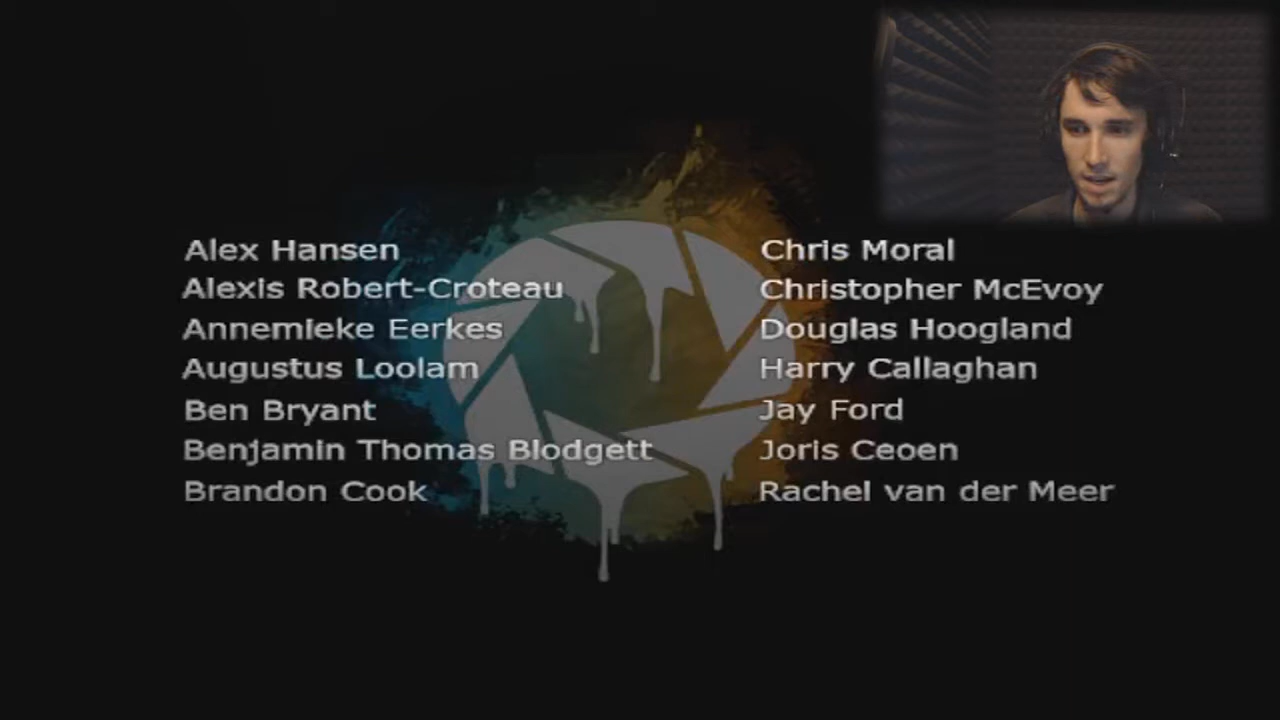 Alex Hansen
Alexis Robert-Croteau
Annemieke Eerkes
Augustus Loolam
Ben Bryant
Benjamin Thomas Blodgett
Brandon Cook
Chris Moral
Christopher McEvoy
Douglas Hoogland
Harry Callaghan
Jay Ford
Joris Ceoen
Rachel van der Meer